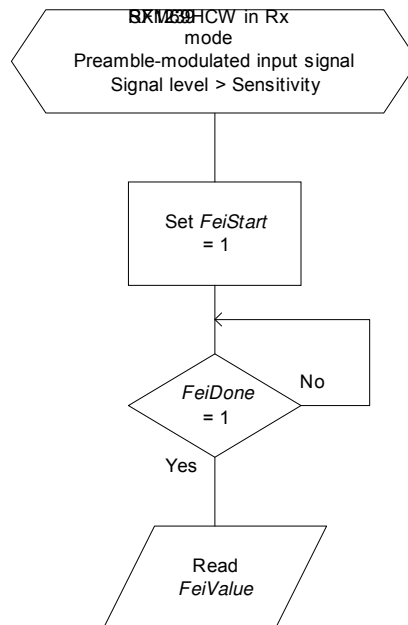 in Rx
mode
Preamble-modulated input signal
Signal level > Sensitivity
Set FeiStart
= 1
FeiDone
= 1
No
Yes
Read
FeiValue